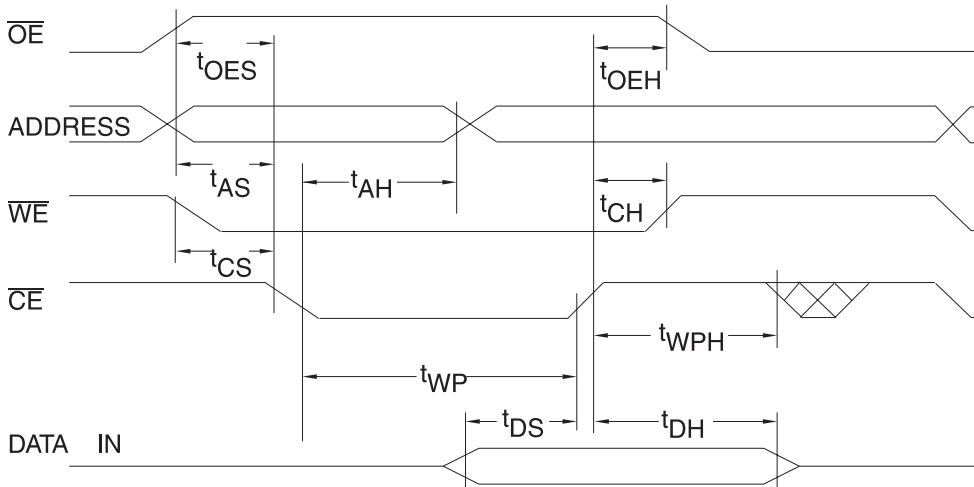 OE
tOES
tOEH
ADDRESS
tAS
tAH
WE
tCH
tCS
CE
tWPH
tWP
tDS
tDH
DATA IN